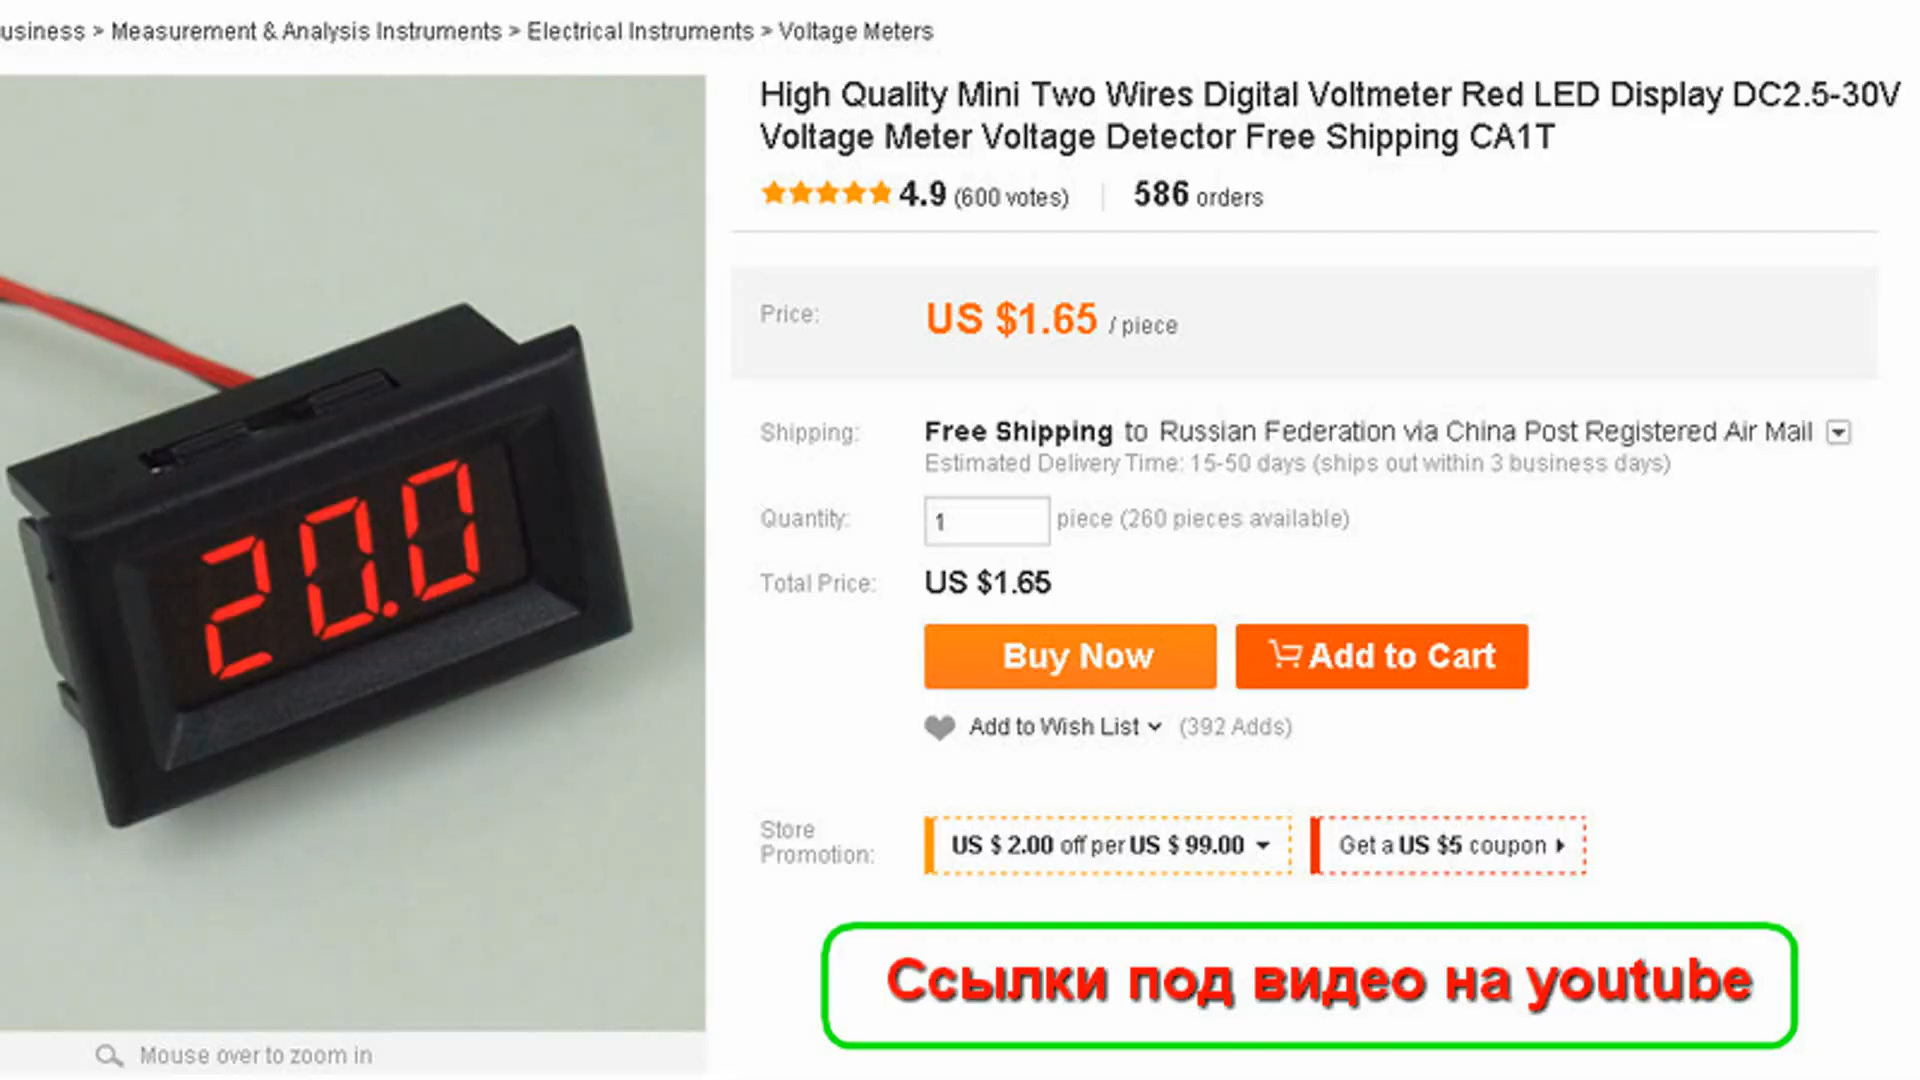 usiness > Measurement & Analysis Instruments > Electrical Instruments > Voltage Meters
High Quality Mini Two Wires Digital Voltmeter Red LED Display DC2.5-30V
Voltage Meter Voltage Detector Free Shipping CA1T
4.9 (600 votes) 586 orders
Price: US $1.65 / piece
Shipping: Free Shipping to Russian Federation via China Post Registered Air Mail
Estimated Delivery Time: 15-50 days (ships out within 3 business days)
Quantity: 1 piece (260 pieces available)
Total Price: US $1.65
Buy Now Add to Cart
Add to Wish List (392 Adds)
Store
Promotion:
US $ 2.00 off per US $ 99.00 Get a US $5 coupon
20.0
Ссылки под видео на youtube
Mouse over to zoom in